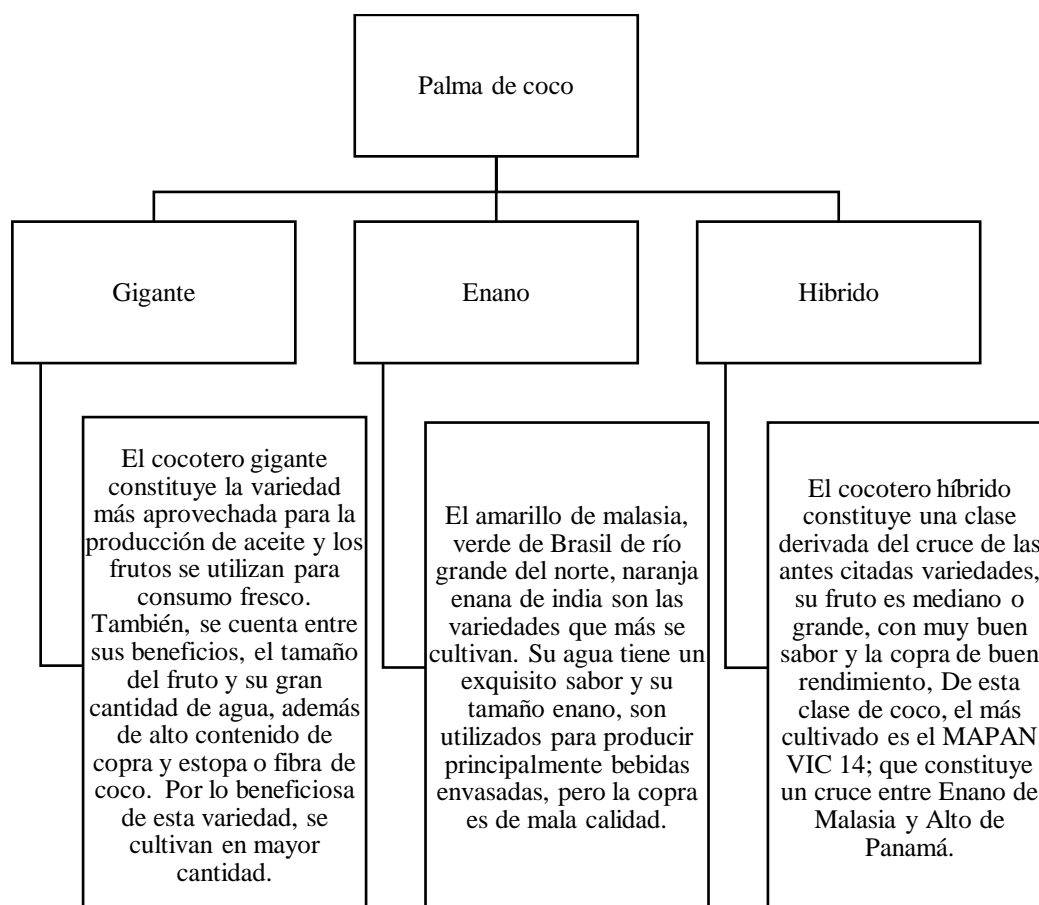 Palma de coco
Gigante
Enano
Hibrido
El cocotero gigante
constituye la variedad
más aprovechada para la
producción de aceite y los
frutos se utilizan para
consumo fresco.
También, se cuenta entre
sus beneficios, el tamaño
del fruto y su gran
cantidad de agua, además
de alto contenido de
copra y estopa o fibra de
coco. Por lo beneficiosa
de esta variedad, se
cultivan en mayor
cantidad.
El amarillo de malasia,
verde de Brasil de río
grande del norte, naranja
enana de india son las
variedades que más se
cultivan. Su agua tiene un
exquisito sabor y su
tamaño enano, son
utilizados para producir
principalmente bebidas
envasadas, pero la copra
es de mala calidad.
El cocotero híbrido
constituye una clase
derivada del cruce de las
antes citadas variedades,
su fruto es mediano o
grande, con muy buen
sabor y la copra de buen
rendimiento, De esta
clase de coco, el más
cultivado es el MAPAN
VIC 14; que constituye
un cruce entre Enano de
Malasia y Alto de
Panamá.